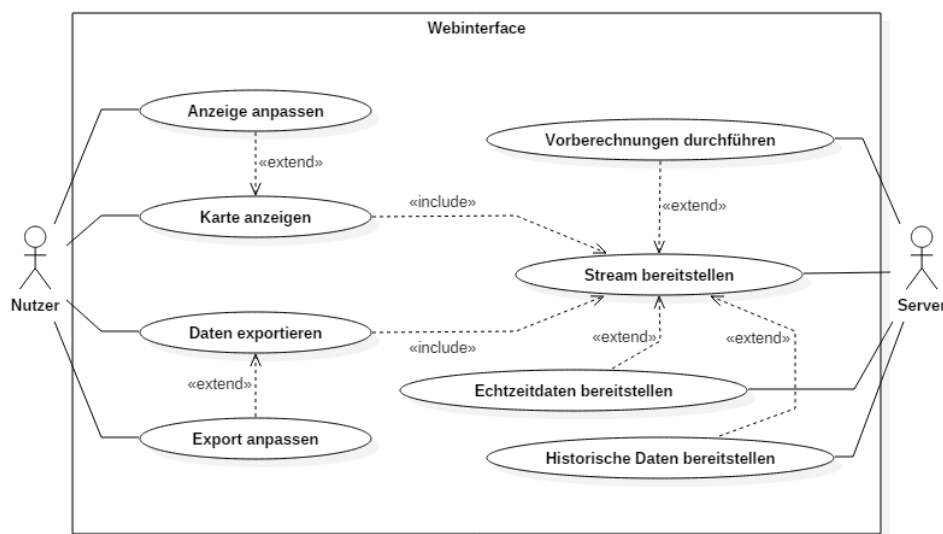 Webinterface
Anzeige anpassen
Vorberechnungen durchführen
«extend»
«extend»
Karte anzeigen
«include»
Stream bereitstellen
Nutzer
Server
Daten exportieren
«include»
«extend»
«extend»
«extend»
Echtzeitdaten bereitstellen
Export anpassen
Historische Daten bereitstellen